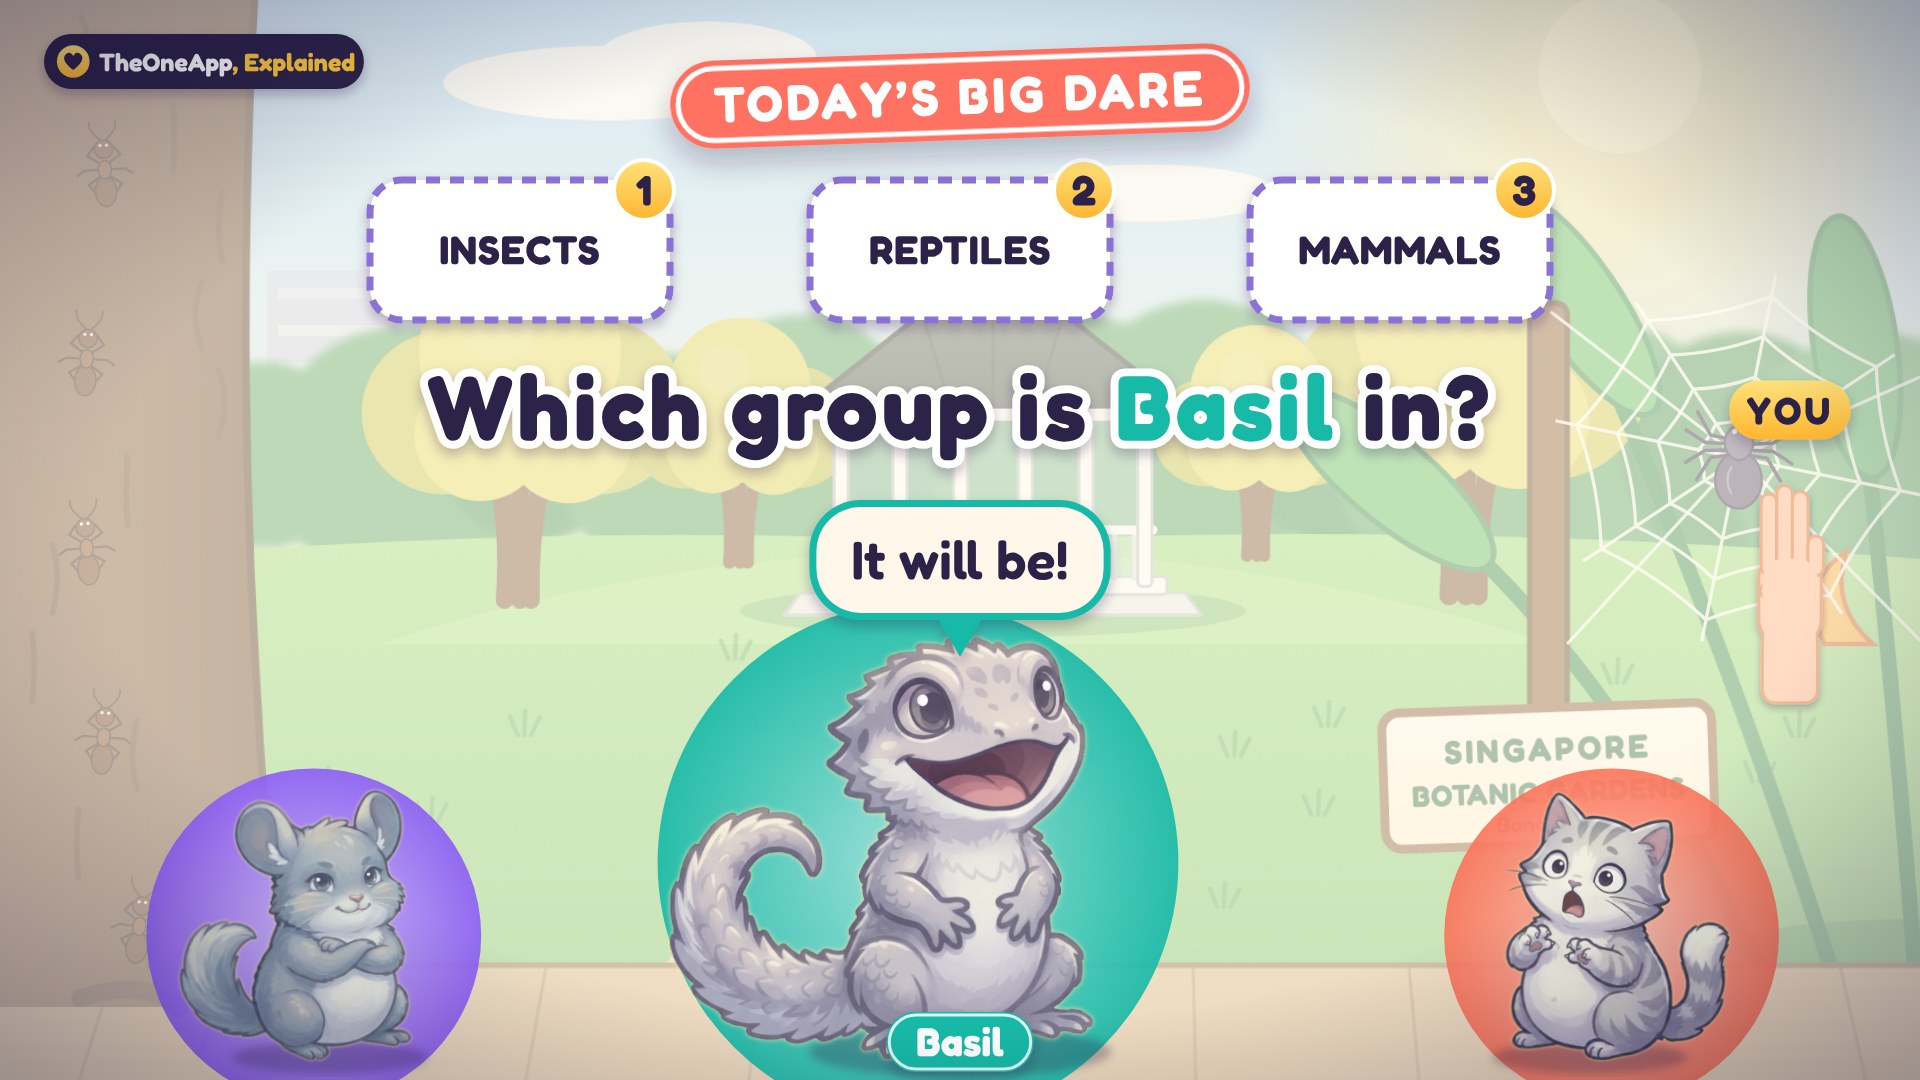 TheOneApp, Explained
TODAY'S BIG DARE
1
INSECTS
2
REPTILES
3
MAMMALS
Which group is Basil in?
YOU
It will be!
SINGAPORE
BOTANIC GARDENS
Basil